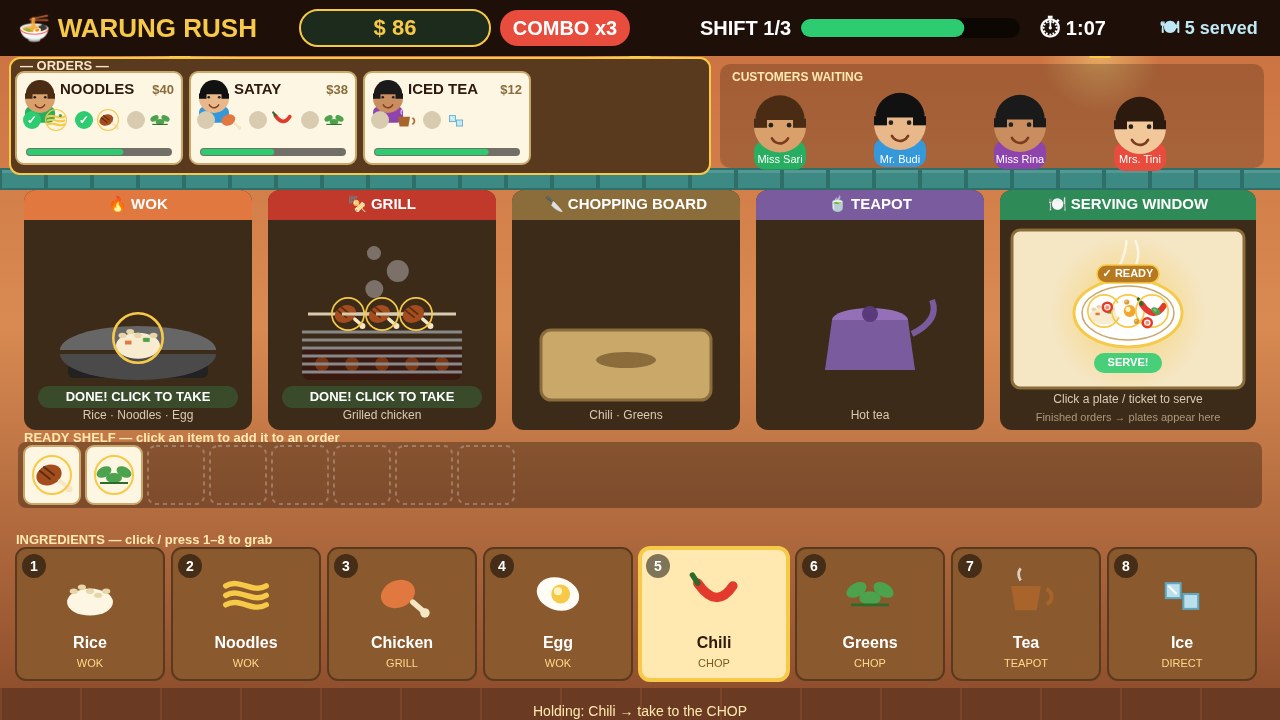 WARUNG RUSH
$ 86
COMBO x3
SHIFT 1/3
1:07
5 served
— ORDERS —
NOODLES $40
SATAY $38
ICED TEA $12
CUSTOMERS WAITING
Miss Sari
Mr. Budi
Miss Rina
Mrs. Tini
WOK
GRILL
CHOPPING BOARD
TEAPOT
SERVING WINDOW
✓ READY
SERVE!
DONE! CLICK TO TAKE
Rice · Noodles · Egg
DONE! CLICK TO TAKE
Grilled chicken
Chili · Greens
Hot tea
Click a plate / ticket to serve
Finished orders → plates appear here
READY SHELF — click an item to add it to an order
INGREDIENTS — click / press 1–8 to grab
1
Rice
WOK
2
Noodles
WOK
3
Chicken
GRILL
4
Egg
WOK
5
Chili
CHOP
6
Greens
CHOP
7
Tea
TEAPOT
8
Ice
DIRECT
Holding: Chili → take to the CHOP